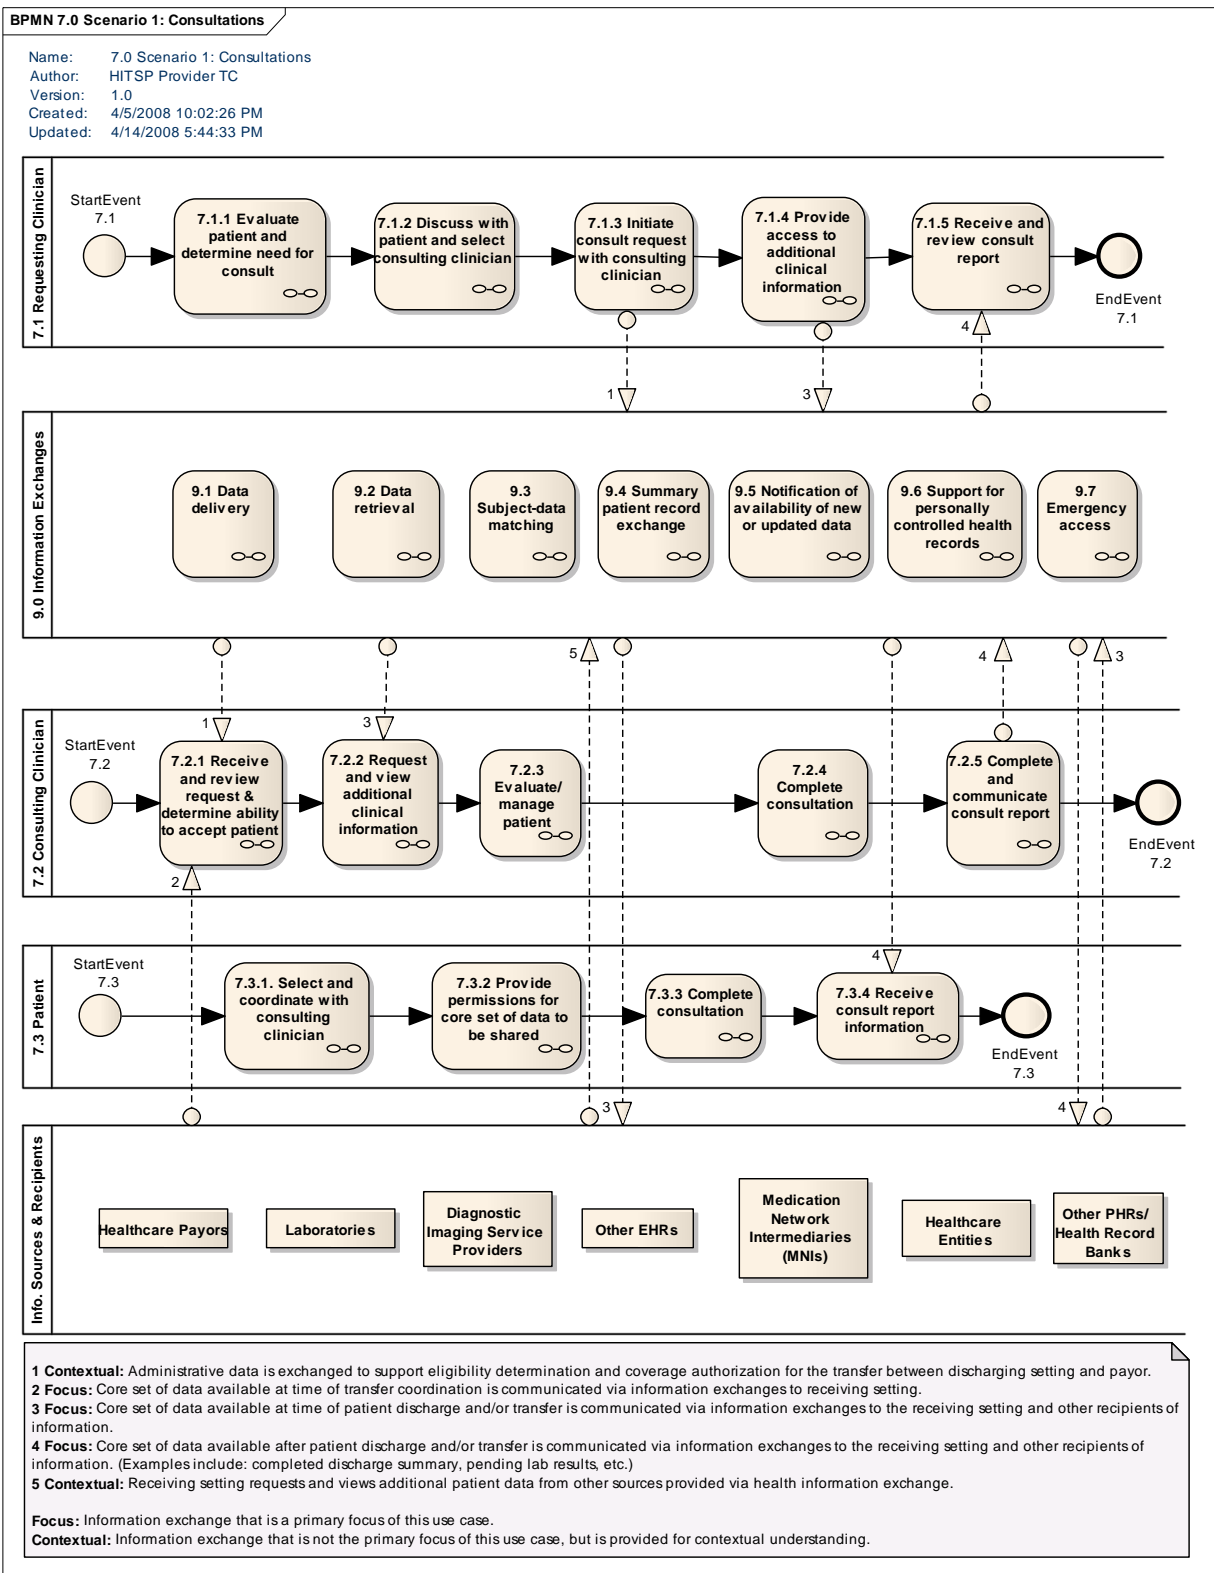 BPMN 7.0 Scenario 1: Consultations
Name: 7.0 Scenario 1: Consultations
Author: HITSP Provider TC
Version: 1.0
Created: 4/5/2008 10:02:26 PM
Updated: 4/14/2008 5:44:33 PM
7.1 Requesting Clinician
StartEvent
7.1
7.1.1 Evaluate
patient and
determine need for
consult
7.1.2 Discuss with
patient and select
consulting clinician
7.1.3 Initiate
consult request
with consulting
clinician
7.1.4 Provide
access to
additional
clinical
information
7.1.5 Receive and
review consult
report
EndEvent
7.1
1
3
4
9.0 Information Exchanges
9.1 Data
delivery
9.2 Data
retrieval
9.3
Subject-data
matching
9.4 Summary
patient record
exchange
9.5 Notification of
availability of new
or updated data
9.6 Support for
personally
controlled health
records
9.7
Emergency
access
5
4
3
1
3
7.2 Consulting Clinician
StartEvent
7.2
7.2.1 Receive
and review
request &
determine ability
to accept patient
7.2.2 Request
and view
additional
clinical
information
7.2.3
Evaluate/
manage
patient
7.2.4
Complete
consultation
7.2.5 Complete
and
communicate
consult report
EndEvent
7.2
2
7.3 Patient
StartEvent
7.3
7.3.1. Select and
coordinate with
consulting
clinician
7.3.2 Provide
permissions for
core set of data to
be shared
7.3.3 Complete
consultation
4
7.3.4 Receive
consult report
information
EndEvent
7.3
3
4
Info. Sources & Recipients
Healthcare Payors
Laboratories
Diagnostic
Imaging Service
Providers
Other EHRs
Medication
Network
Intermediaries
(MNIs)
Healthcare
Entities
Other PHRs/
Health Record
Banks
1 Contextual: Administrative data is exchanged to support eligibility determination and coverage authorization for the transfer between discharging setting and payor.
2 Focus: Core set of data available at time of transfer coordination is communicated via information exchanges to receiving setting.
3 Focus: Core set of data available at time of patient discharge and/or transfer is communicated via information exchanges to the receiving setting and other recipients of
information.
4 Focus: Core set of data available after patient discharge and/or transfer is communicated via information exchanges to the receiving setting and other recipients of
information. (Examples include: completed discharge summary, pending lab results, etc.)
5 Contextual: Receiving setting requests and views additional patient data from other sources provided via health information exchange.
Focus: Information exchange that is a primary focus of this use case.
Contextual: Information exchange that is not the primary focus of this use case, but is provided for contextual understanding.